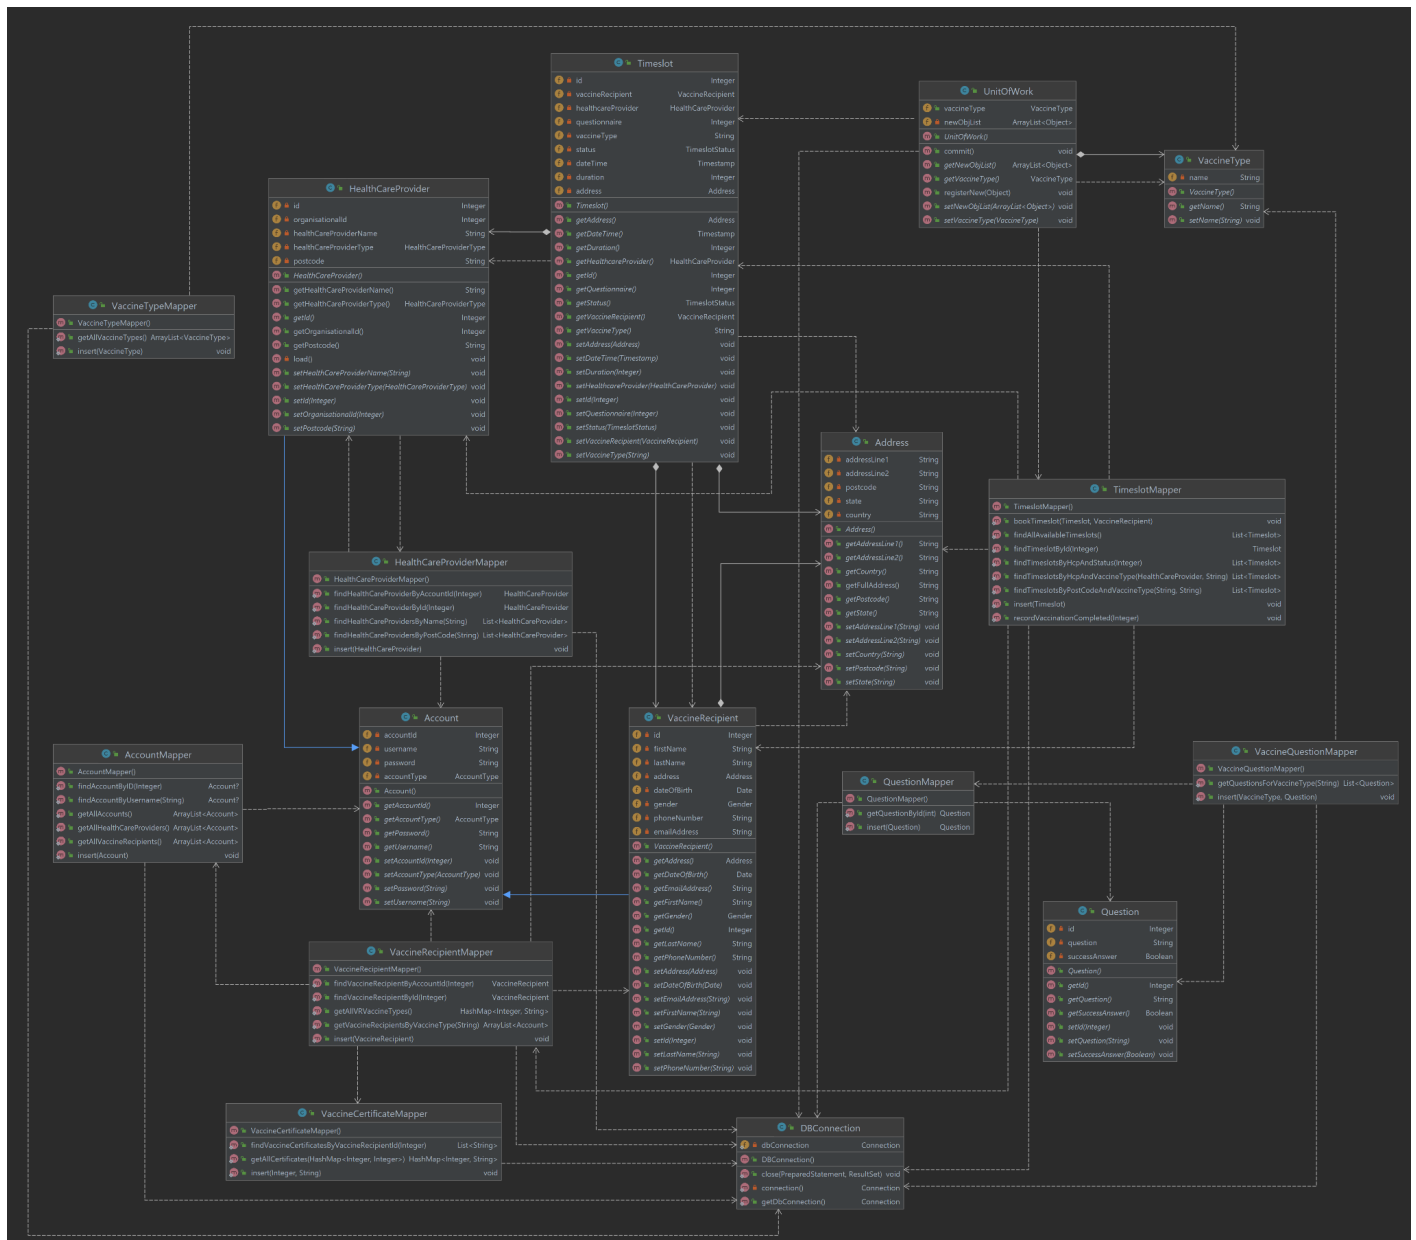 Timeslot
id Integer
vaccineRecipient VaccineRecipient
healthcareProvider HealthCareProvider
questionnaire Integer
vaccineType String
status TimeslotStatus
dateTime Timestamp
duration Integer
address Address
Timeslot()
getAddress() Address
getDateTime() Timestamp
getDuration() Integer
getHealthcareProvider() HealthCareProvider
getId() Integer
getQuestionnaire() Integer
getStatus() TimeslotStatus
getVaccineRecipient() VaccineRecipient
getVaccineType() String
setAddress(Address) void
setDateTime(Timestamp) void
setDuration(Integer) void
setHealthcareProvider(HealthCareProvider) void
setId(Integer) void
setQuestionnaire(Integer) void
setStatus(TimeslotStatus) void
setVaccineRecipient(VaccineRecipient) void
setVaccineType(String) void
UnitOfWork
vaccineType VaccineType
newObjList ArrayList<Object>
UnitOfWork()
commit() void
getNewObjList() ArrayList<Object>
getVaccineType() VaccineType
registerNew(Object) void
setNewObjList(ArrayList<Object>) void
setVaccineType(VaccineType) void
VaccineType
name String
VaccineType()
getName() String
setName(String) void
HealthCareProvider
id Integer
organisationalId Integer
healthCareProviderName String
healthCareProviderType HealthCareProviderType
postcode String
HealthCareProvider()
getHealthCareProviderName() String
getHealthCareProviderType() HealthCareProviderType
getId() Integer
getOrganisationalId() Integer
getPostcode() String
load() void
setHealthCareProviderName(String) void
setHealthCareProviderType(HealthCareProviderType) void
setId(Integer) void
setOrganisationalId(Integer) void
setPostcode(String) void
VaccineTypeMapper
VaccineTypeMapper()
getAllVaccineTypes() ArrayList<VaccineType>
insert(VaccineType) void
Address
addressLine1 String
addressLine2 String
postcode String
state String
country String
Address()
getAddressLine1() String
getAddressLine2() String
getCountry() String
getFullAddress() String
getPostcode() String
getState() String
setAddressLine1(String) void
setAddressLine2(String) void
setCountry(String) void
setPostcode(String) void
setState(String) void
TimeslotMapper
TimeslotMapper()
bookTimeslot(Timeslot, VaccineRecipient) void
findAllAvailableTimeslots() List<Timeslot>
findTimeslotById(Integer) Timeslot
findTimeslotsByHcpAndStatus(Integer) List<Timeslot>
findTimeslotsByHcpAndVaccineType(HealthCareProvider, String) List<Timeslot>
findTimeslotsByPostCodeAndVaccineType(String, String) List<Timeslot>
insert(Timeslot) void
recordVaccinationCompleted(Integer) void
HealthCareProviderMapper
HealthCareProviderMapper()
findHealthCareProviderByAccountId(Integer) HealthCareProvider
findHealthCareProviderById(Integer) HealthCareProvider
findHealthCareProvidersByName(String) List<HealthCareProvider>
findHealthCareProvidersByPostCode(String) List<HealthCareProvider>
insert(HealthCareProvider) void
Account
accountId Integer
username String
password String
accountType AccountType
Account()
getAccountId() Integer
getAccountType() AccountType
getPassword() String
getUsername() String
setAccountId(Integer) void
setAccountType(AccountType) void
setPassword(String) void
setUsername(String) void
VaccineRecipient
id Integer
firstName String
lastName String
address Address
dateOfBirth Date
gender Gender
phoneNumber String
emailAddress String
VaccineRecipient()
getAddress() Address
getDateOfBirth() Date
getEmailAddress() String
getFirstName() String
getGender() Gender
getId() Integer
getLastName() String
getPhoneNumber() String
setAddress(Address) void
setDateOfBirth(Date) void
setEmailAddress(String) void
setFirstName(String) void
setGender(Gender) void
setId(Integer) void
setLastName(String) void
setPhoneNumber(String) void
AccountMapper
AccountMapper()
findAccountByID(Integer) Account?
findAccountByUsername(String) Account?
getAllAccounts() ArrayList<Account>
getAllHealthCareProviders() ArrayList<Account>
getAllVaccineRecipients() ArrayList<Account>
insert(Account) void
VaccineQuestionMapper
VaccineQuestionMapper()
getQuestionsForVaccineType(String) List<Question>
insert(VaccineType, Question) void
QuestionMapper
QuestionMapper()
getQuestionById(int) Question
insert(Question) Question
Question
id Integer
question String
successAnswer Boolean
Question()
getId() Integer
getQuestion() String
getSuccessAnswer() Boolean
setId(Integer) void
setQuestion(String) void
setSuccessAnswer(Boolean) void
VaccineRecipientMapper
VaccineRecipientMapper()
findVaccineRecipientByAccountId(Integer) VaccineRecipient
findVaccineRecipientById(Integer) VaccineRecipient
getAllVRVaccineTypes() HashMap<Integer, String>
getVaccineRecipientsByVaccineType(String) ArrayList<Account>
insert(VaccineRecipient) void
VaccineCertificateMapper
VaccineCertificateMapper()
findVaccineCertificatesByVaccineRecipientId(Integer) List<String>
getAllCertificates(HashMap<Integer, Integer>) HashMap<Integer, String>
insert(Integer, String) void
DBConnection
dbConnection Connection
DBConnection()
close(PreparedStatement, ResultSet) void
connection() Connection
getDbConnection() Connection